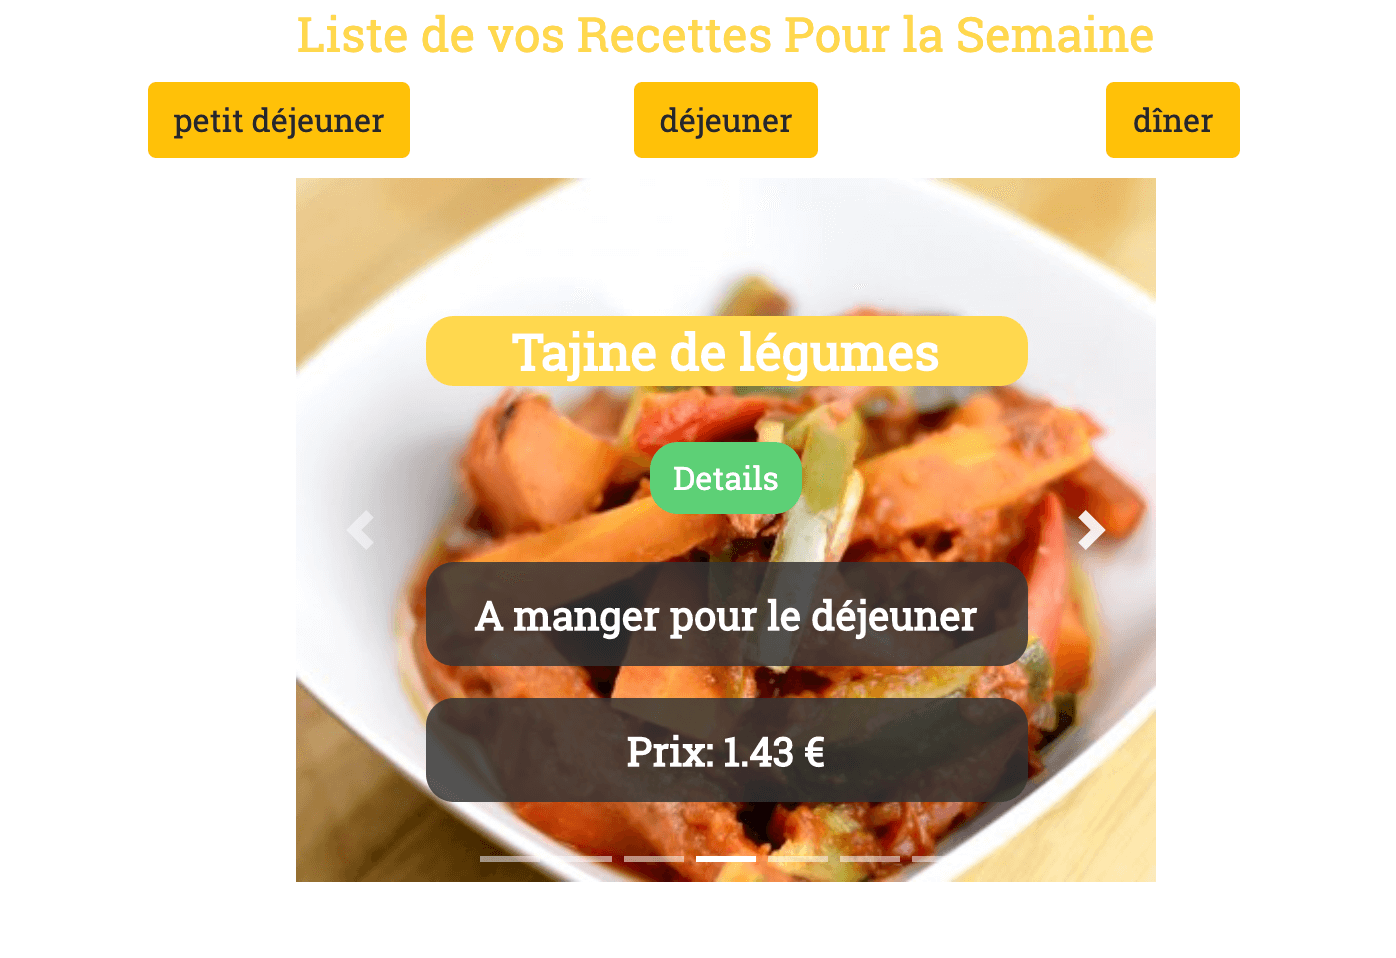 Liste de vos Recettes Pour la Semaine
petit déjeuner
déjeuner
dîner
Tajine de légumes
Details
A manger pour le déjeuner
Prix: 1.43 €